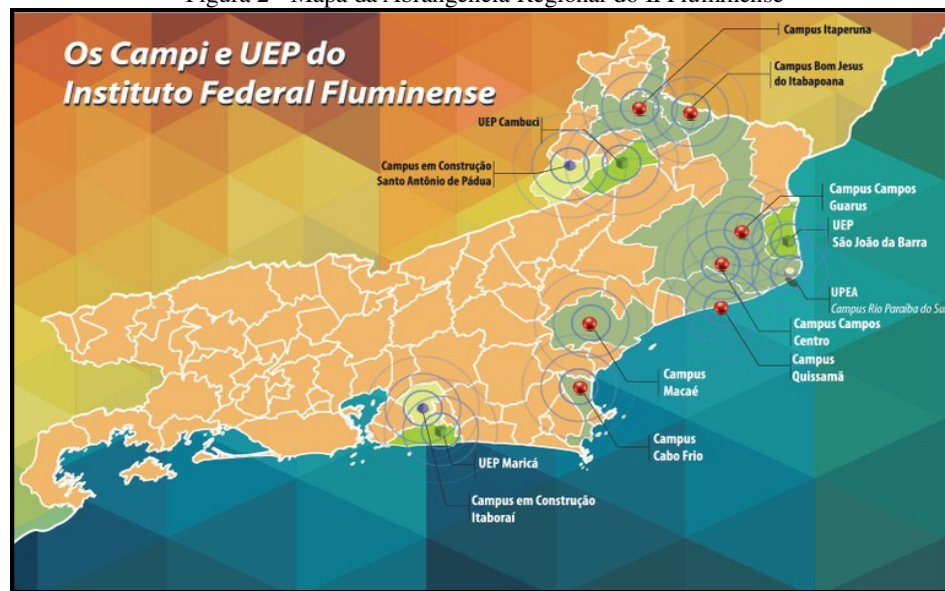 Figura 2 - Mapa da Abrangência Regional do IFFluminense
Os Campi e UEP do
Instituto Federal Fluminense
Campus Itaperuna
Campus Bom Jesus
do Itabapoana
UEP Cambuci
Campus em Construção
Santo Antônio de Pádua
Campus Campos
Guarus
UEP
São João da Barra
UPEA
Campus Rio Paraíba do Su
Campus Campos
Centro
Campus
Quissamã
Campus
Macaé
Campus
Cabo Frio
UEP Maricá
Campus em Construção
Itaboraí